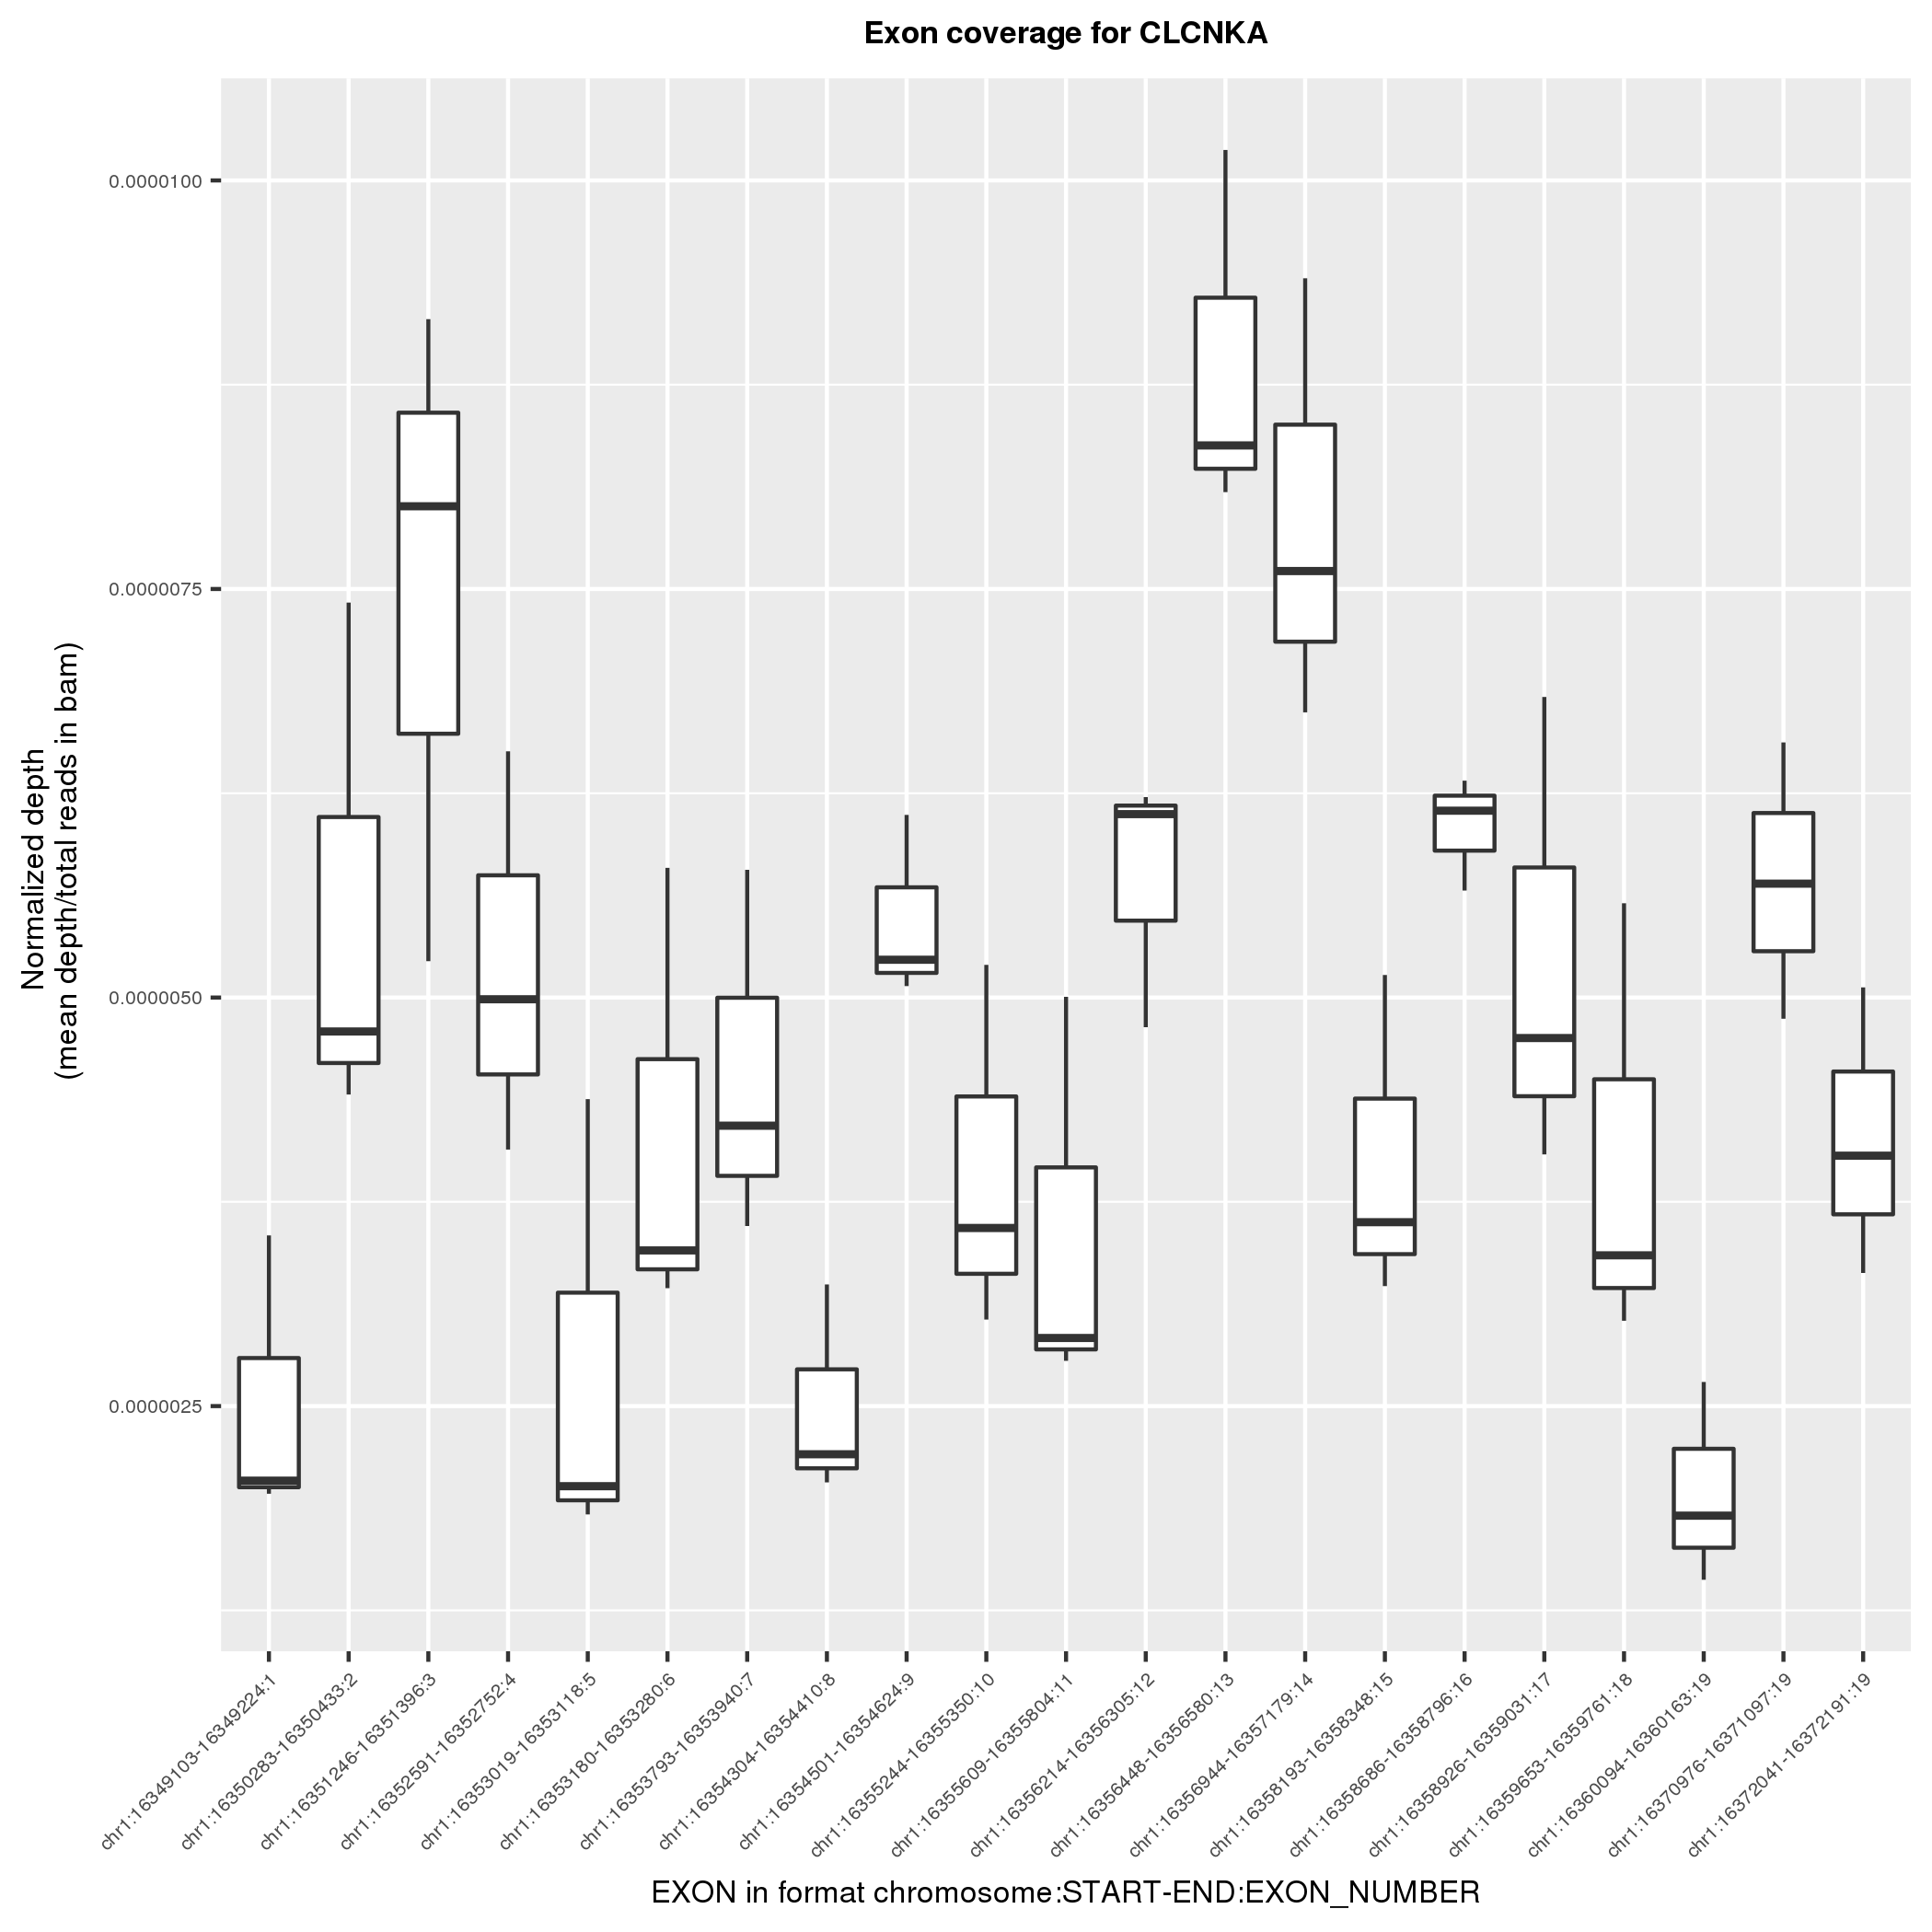 Exon coverage for CLCNKA
0.0000100
0.0000075
0.0000050
0.0000025
Normalized depth
(mean depth/total reads in bam)
chr1:16349103-16349224:1
chr1:16350283-16350433:2
chr1:16351246-16351396:3
chr1:16352591-16352752:4
chr1:16353019-16353118:5
chr1:16353180-16353280:6
chr1:16353793-16353940:7
chr1:16354304-16354410:8
chr1:16354501-16354624:9
chr1:16355244-16355350:10
chr1:16355609-16355804:11
chr1:16356214-16356305:12
chr1:16356448-16356580:13
chr1:16356944-16357179:14
chr1:16358193-16358348:15
chr1:16358686-16358796:16
chr1:16358926-16359031:17
chr1:16359653-16359761:18
chr1:16360094-16360163:19
chr1:16370976-16371097:19
chr1:16372041-16372191:19
EXON in format chromosome:START-END:EXON_NUMBER